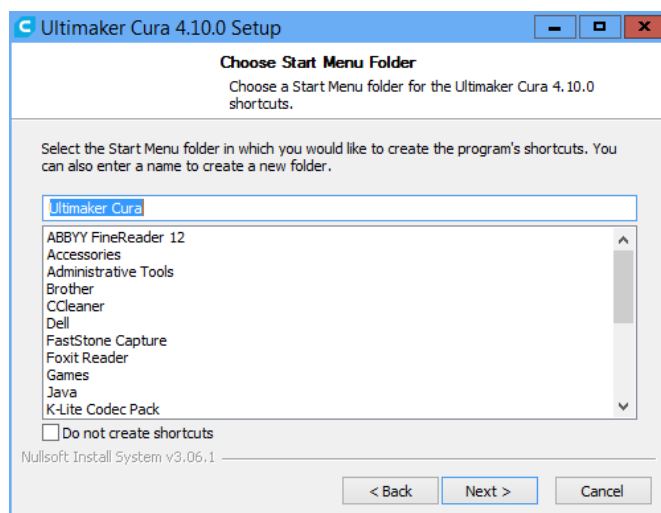 Ultimaker Cura 4.10.0 Setup
Choose Start Menu Folder
Choose a Start Menu folder for the Ultimaker Cura 4.10.0
shortcuts.
Select the Start Menu folder in which you would like to create the program's shortcuts. You
can also enter a name to create a new folder.
Ultimaker Cura
ABBYY FineReader 12
Accessories
Administrative Tools
Brother
CCleaner
Dell
FastStone Capture
Foxit Reader
Games
Java
K-Lite Codec Pack
Do not create shortcuts
Nullsoft Install System v3.06.1
< Back Next > Cancel